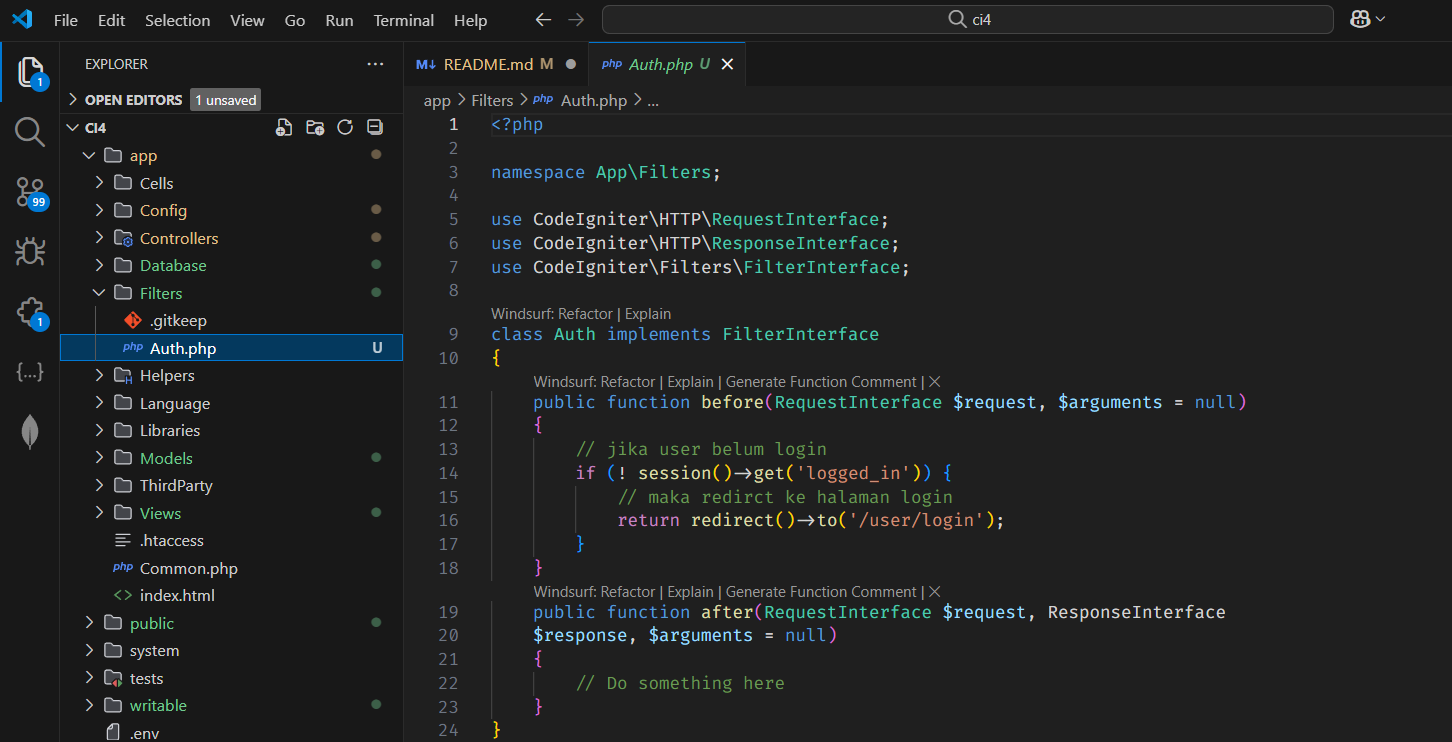 File Edit Selection View Go Run Terminal Help
ci4
EXPLORER
OPEN EDITORS 1 unsaved
CI4
app
Cells
Config
Controllers
Database
Filters
.gitkeep
php Auth.php U
Helpers
Language
Libraries
Models
ThirdParty
Views
.htaccess
php Common.php
<> index.html
public
system
tests
writable
.env
1
99
1
{...}
M↓ README.md M ●
php Auth.php U ×
app > Filters > php Auth.php > ...
1 <?php
2
3 namespace App\Filters;
4
5 use CodeIgniter\HTTP\RequestInterface;
6 use CodeIgniter\HTTP\ResponseInterface;
7 use CodeIgniter\Filters\FilterInterface;
8
Windsurf: Refactor | Explain
9 class Auth implements FilterInterface
10 {
Windsurf: Refactor | Explain | Generate Function Comment | ×
11 public function before(RequestInterface $request, $arguments = null)
12 {
13 // jika user belum login
14 if (! session()->get('logged_in')) {
15 // maka redirct ke halaman login
16 return redirect()->to('/user/login');
17 }
18 }
Windsurf: Refactor | Explain | Generate Function Comment | ×
19 public function after(RequestInterface $request, ResponseInterface
20 $response, $arguments = null)
21 {
22 // Do something here
23 }
24 }